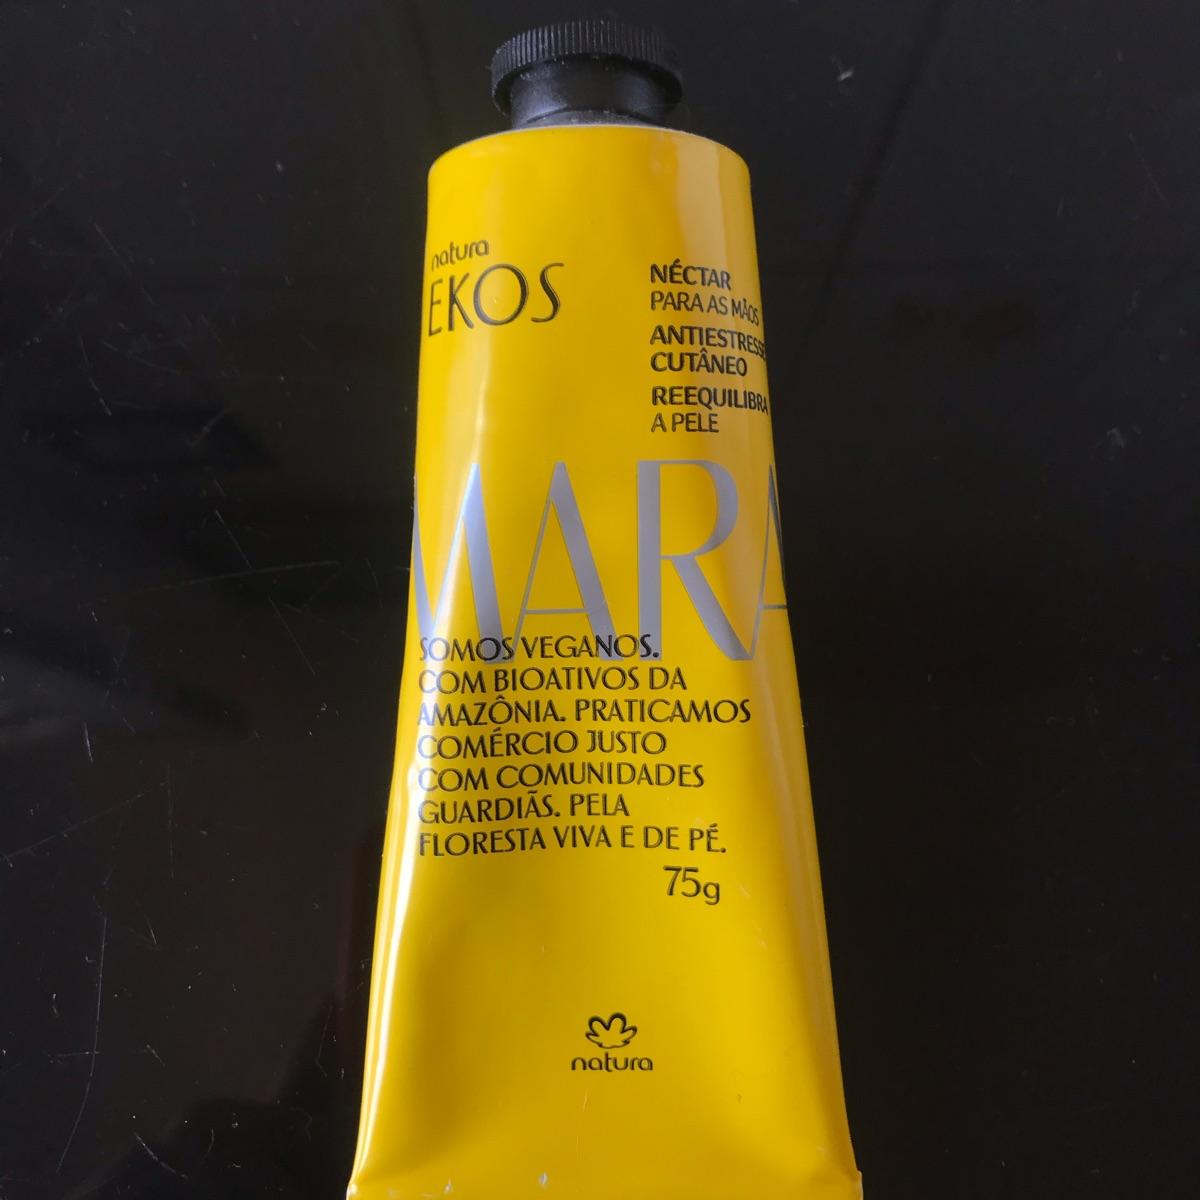 natura
EKOS
NÉCTAR
PARA AS MÃOS
ANTIESTRESSE
CUTÂNEO
REEQUILIBRA
A PELE
MARA
SOMOS VEGANOS.
COM BIOATIVOS DA
AMAZÔNIA. PRATICAMOS
COMÉRCIO JUSTO
COM COMUNIDADES
GUARDIÃS. PELA
FLORESTA VIVA E DE PÉ.
75g
natura